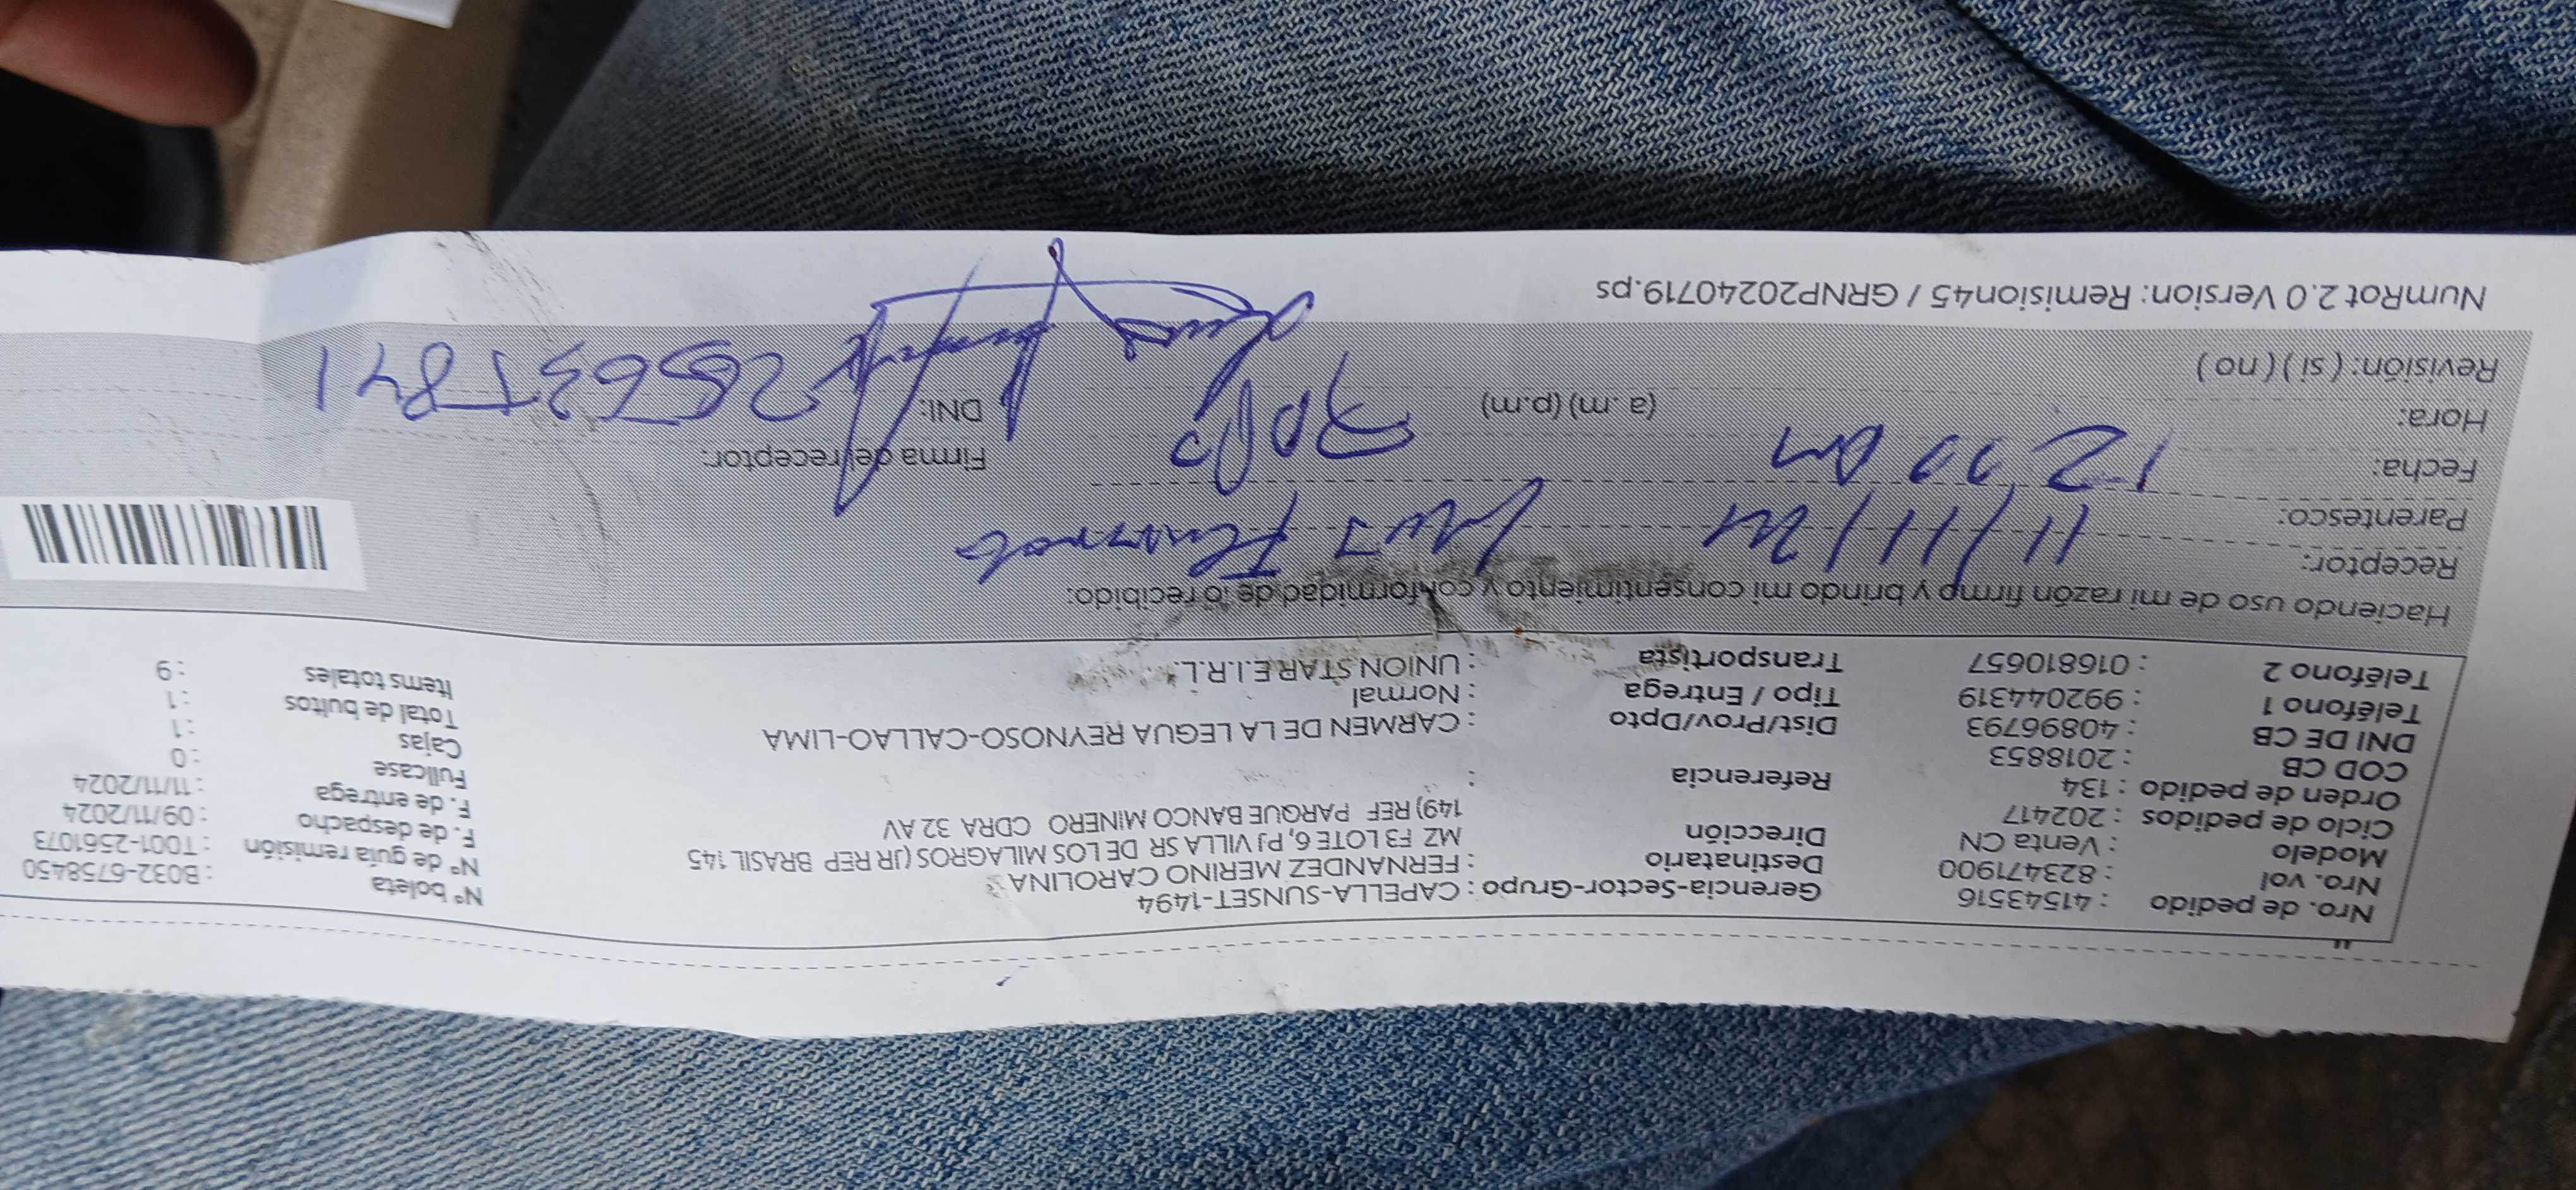 Nro. de pedido : 41543516 Gerencia-Sector-Grupo : CAPELLA-SUNSET-1494 N° boleta : B032-6758450
Nro. vol : 823471900 Destinatario : FERNANDEZ MERINO CAROLINA N° de guía remisión : T001-2561073
Modelo : Venta CN Dirección MZ F3 LOTE 6, PJ VILLA SR DE LOS MILAGROS (JR REP BRASIL 145 F. de despacho : 09/11/2024
Ciclo de pedidos : 202417 149) REF PARQUE BANCO MINERO CDRA 32 AV F. de entrega : 11/11/2024
Orden de pedido : 134 Referencia : Fullcase : 0
COD CB : 2018853 Cajas : 1
DNI DE CB : 40896793 Dist/Prov/Dpto : CARMEN DE LA LEGUA REYNOSO-CALLAO-LIMA Total de bultos : 1
Teléfono 1 : 992044319 Tipo / Entrega : Normal Items totales : 9
Teléfono 2 : 016810657 Transportista : UNION STAR E.I.R.L.
Haciendo uso de mi razón firmo y brindo mi consentimiento y conformidad de lo recibido:
Receptor:
Parentesco: 11/11/24 Luis
Fecha: Firma del receptor:
Hora: 12 00 (a. m) (p.m) DNI:
Revisión: ( si ) ( no )
NumRot 2.0 Version: Remision45 / GRNP20240719.ps